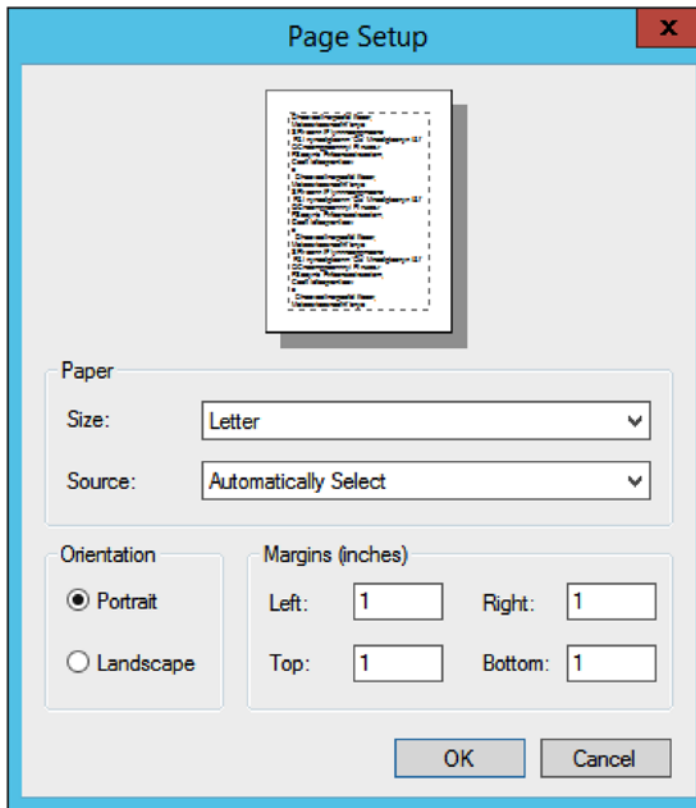 Page Setup
x
Paper
Size: Letter
Source: Automatically Select
Orientation
Margins (inches)
Portrait
Left: 1 Right: 1
Landscape
Top: 1 Bottom: 1
OK Cancel